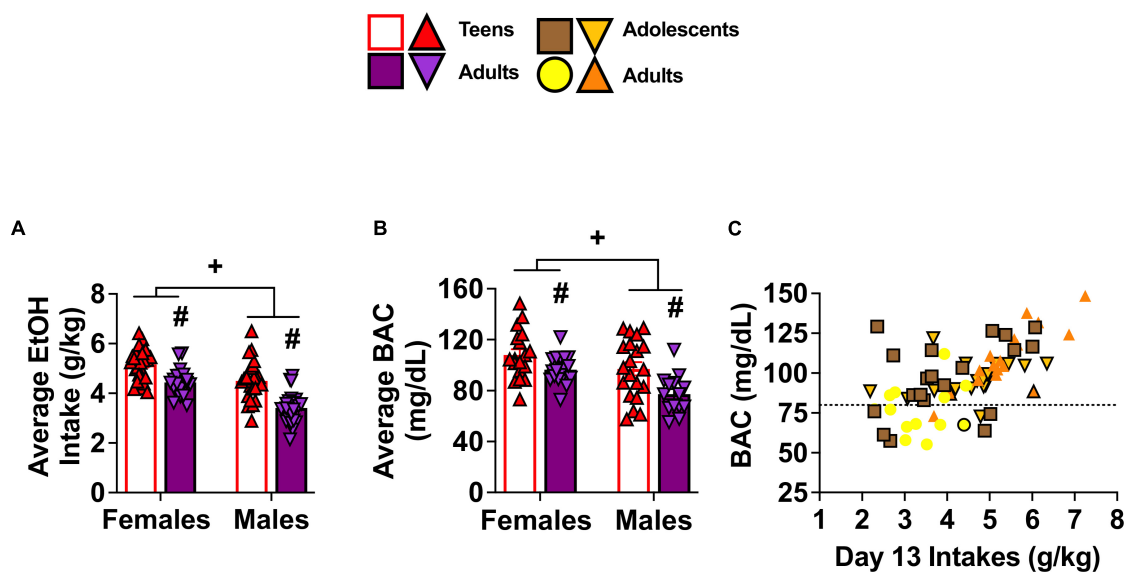 Teens
Adolescents
Adults
Adults
A
B
C
+
+
Average EtOH
Intake (g/kg)
8
6
4
2
0
#
#
Females
Males
Average BAC
(mg/dL)
160
120
80
40
0
#
#
Females
Males
BAC (mg/dL)
150
125
100
75
50
25
1
2
3
4
5
6
7
8
Day 13 Intakes (g/kg)